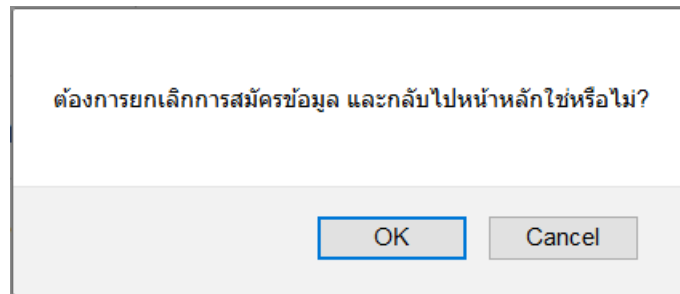 ต้องการยกเลิกการสมัครข้อมูล และกลับไปหน้าหลักใช่หรือไม่?
OK
Cancel